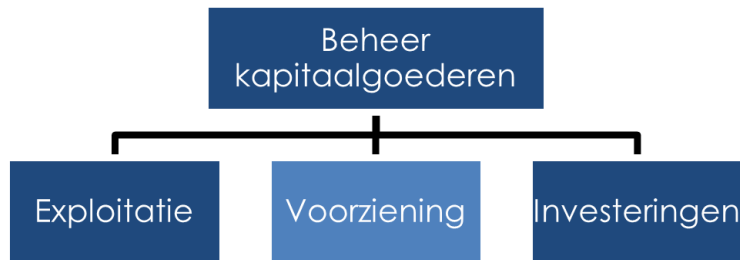 Beheer
kapitaalgoederen
Exploitatie
Voorziening
Investeringen